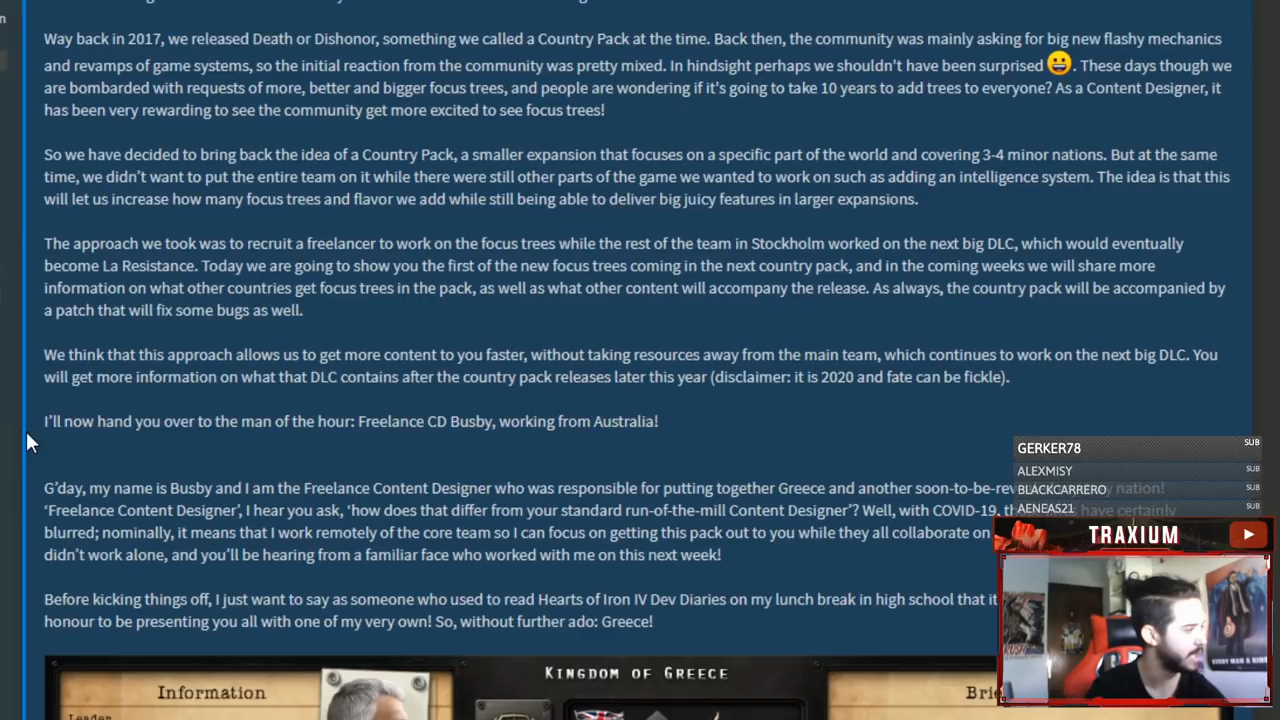 Way back in 2017, we released Death or Dishonor, something we called a Country Pack at the time. Back then, the community was mainly asking for big new flashy mechanics
and revamps of game systems, so the initial reaction from the community was pretty mixed. In hindsight perhaps we shouldn't have been surprised 😀. These days though we
are bombarded with requests of more, better and bigger focus trees, and people are wondering if it's going to take 10 years to add trees to everyone? As a Content Designer, it
has been very rewarding to see the community get more excited to see focus trees!
So we have decided to bring back the idea of a Country Pack, a smaller expansion that focuses on a specific part of the world and covering 3-4 minor nations. But at the same
time, we didn’t want to put the entire team on it while there were still other parts of the game we wanted to work on such as adding an intelligence system. The idea is that this
will let us increase how many focus trees and flavor we add while still being able to deliver big juicy features in larger expansions.
The approach we took was to recruit a freelancer to work on the focus trees while the rest of the team in Stockholm worked on the next big DLC, which would eventually
become La Resistance. Today we are going to show you the first of the new focus trees coming in the next country pack, and in the coming weeks we will share more
information on what other countries get focus trees in the pack, as well as what other content will accompany the release. As always, the country pack will be accompanied by
a patch that will fix some bugs as well.
We think that this approach allows us to get more content to you faster, without taking resources away from the main team, which continues to work on the next big DLC. You
will get more information on what that DLC contains after the country pack releases later this year (disclaimer: it is 2020 and fate can be fickle).
I’ll now hand you over to the man of the hour: Freelance CD Busby, working from Australia!
GERKER78 SUB
ALEXMISY SUB
BLACKCARRERO SUB
AENEAS21 SUB
G’day, my name is Busby and I am the Freelance Content Designer who was responsible for putting together Greece and another soon-to-be-rev nation!
‘Freelance Content Designer’, I hear you ask, ‘how does that differ from your standard run-of-the-mill Content Designer’? Well, with COVID-19, have certainly
blurred; nominally, it means that I work remotely of the core team so I can focus on getting this pack out to you while they all collaborate on
didn’t work alone, and you’ll be hearing from a familiar face who worked with me on this next week!
TRAXIUM
Before kicking things off, I just want to say as someone who used to read Hearts of Iron IV Dev Diaries on my lunch break in high school that it
honour to be presenting you all with one of my very own! So, without further ado: Greece!
KINGDOM OF GREECE
Information
Leader